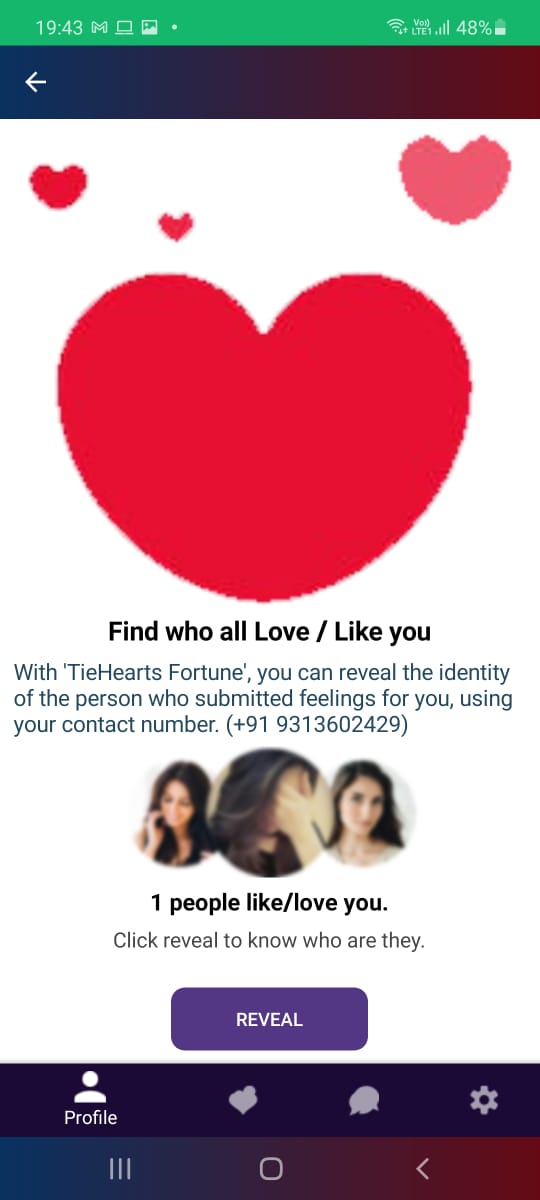 19:43 Vo)) LTE1 48%
Find who all Love / Like you
With 'TieHearts Fortune', you can reveal the identity
of the person who submitted feelings for you, using
your contact number. (+91 9313602429)
1 people like/love you.
Click reveal to know who are they.
REVEAL
Profile